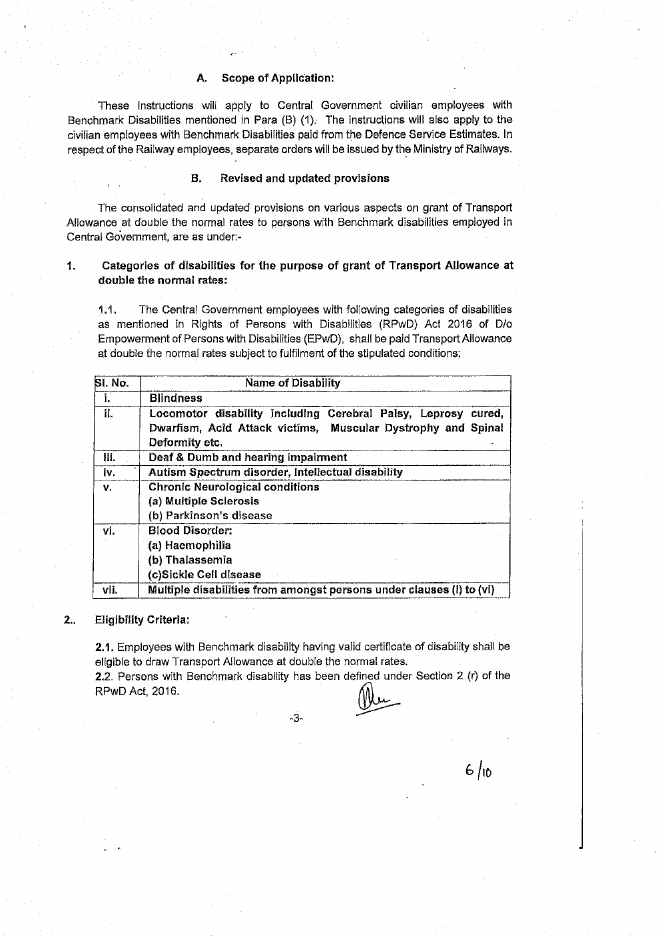 A. Scope of Application:
These instructions will apply to Central Government civilian employees with
Benchmark Disabilities mentioned in Para (B) (1). The instructions will also apply to the
civilian employees with Benchmark Disabilities paid from the Defence Service Estimates. In
respect of the Railway employees, separate orders will be issued by the Ministry of Railways.
B. Revised and updated provisions
The consolidated and updated provisions on various aspects on grant of Transport
Allowance at double the normal rates to persons with Benchmark disabilities employed in
Central Government, are as under:-
1. Categories of disabilities for the purpose of grant of Transport Allowance at
double the normal rates:
1.1. The Central Government employees with following categories of disabilities
as mentioned in Rights of Persons with Disabilities (RPwD) Act 2016 of D/o
Empowerment of Persons with Disabilities (EPwD), shall be paid Transport Allowance
at double the normal rates subject to fulfilment of the stipulated conditions:
Sl. No. Name of Disability
i. Blindness
ii. Locomotor disability including Cerebral Palsy, Leprosy cured,
Dwarfism, Acid Attack victims, Muscular Dystrophy and Spinal
Deformity etc.
iii. Deaf & Dumb and hearing impairment
iv. Autism Spectrum disorder, Intellectual disability
v. Chronic Neurological conditions
(a) Multiple Sclerosis
(b) Parkinson's disease
vi. Blood Disorder:
(a) Haemophilia
(b) Thalassemia
(c)Sickle Cell disease
vii. Multiple disabilities from amongst persons under clauses (i) to (vi)
2.. Eligibility Criteria:
2.1. Employees with Benchmark disability having valid certificate of disability shall be
eligible to draw Transport Allowance at double the normal rates.
2.2. Persons with Benchmark disability has been defined under Section 2 (r) of the
RPwD Act, 2016.
-3-
6/10